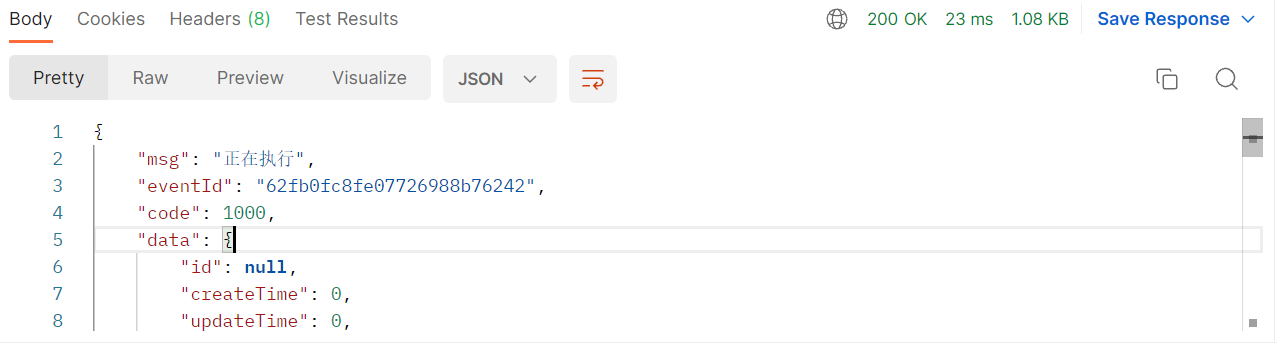 Body Cookies Headers (8) Test Results 200 OK 23 ms 1.08 KB Save Response
Pretty Raw Preview Visualize JSON
1 {
2 "msg": "正在执行",
3 "eventId": "62fb0fc8fe07726988b76242",
4 "code": 1000,
5 "data": {
6 "id": null,
7 "createTime": 0,
8 "updateTime": 0,